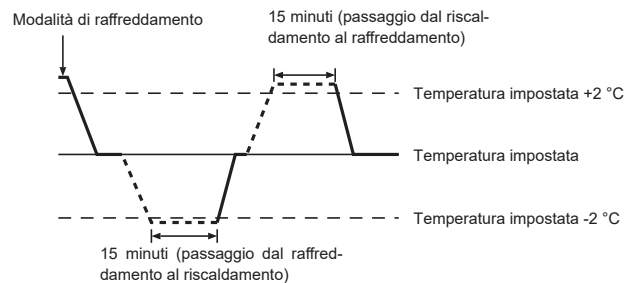 Modalità di raffreddamento
15 minuti (passaggio dal riscal-
damento al raffreddamento)
Temperatura impostata +2 °C
Temperatura impostata
Temperatura impostata -2 °C
15 minuti (passaggio dal raffred-
damento al riscaldamento)